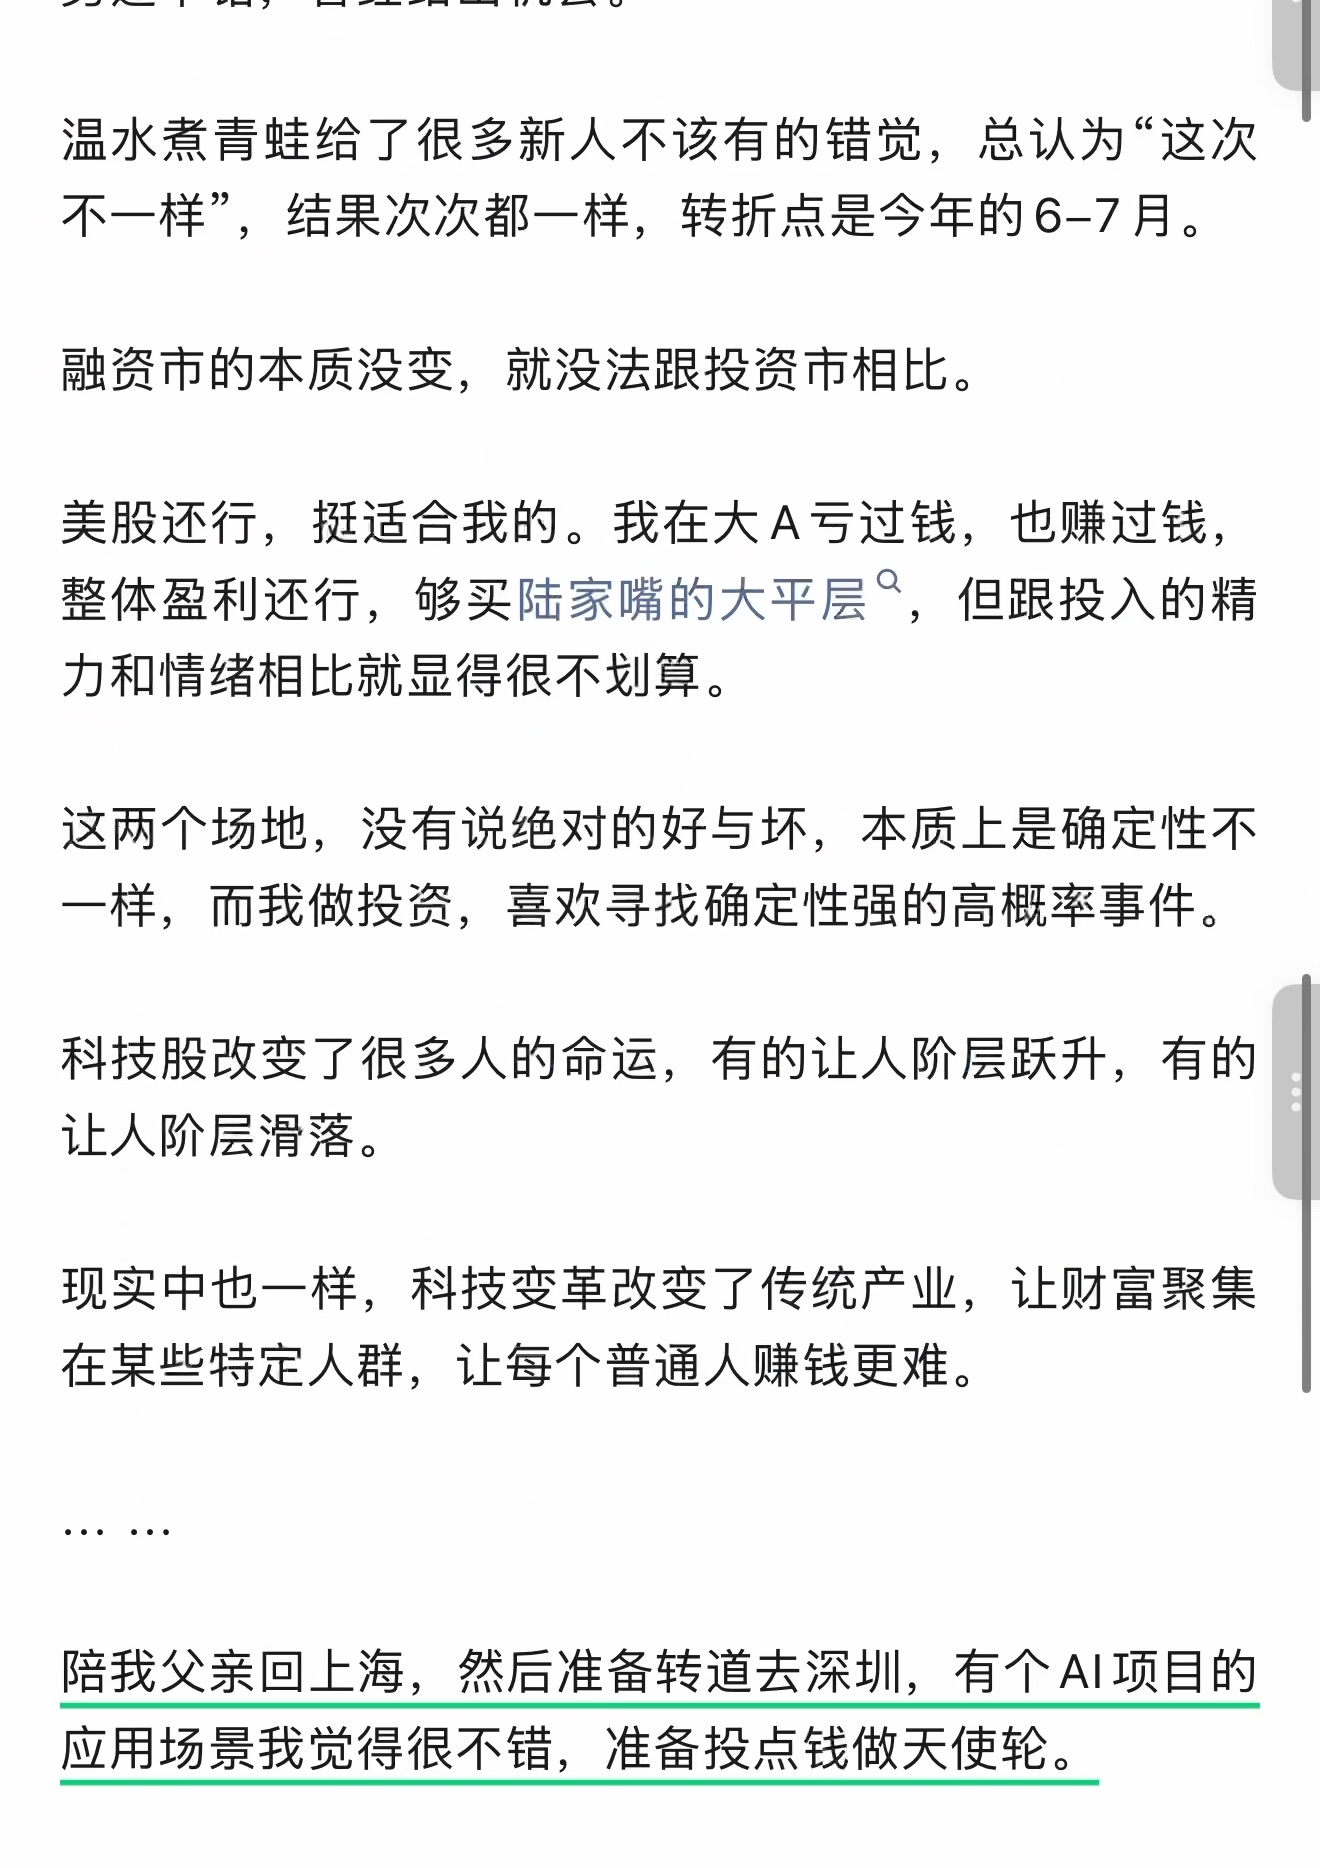 温水煮青蛙给了很多新人不该有的错觉，总认为“这次
不一样”，结果次次都一样，转折点是今年的6–7月。
融资市的本质没变，就没法跟投资市相比。
美股还行，挺适合我的。我在大A亏过钱，也赚过钱，
整体盈利还行，够买陆家嘴的大平层，但跟投入的精
力和情绪相比就显得很不划算。
这两个场地，没有说绝对的好与坏，本质上是确定性不
一样，而我做投资，喜欢寻找确定性强的高概率事件。
科技股改变了很多人的命运，有的让人阶层跃升，有的
让人阶层滑落。
现实中也一样，科技变革改变了传统产业，让财富聚集
在某些特定人群，让每个普通人赚钱更难。
… …
陪我父亲回上海，然后准备转道去深圳，有个AI项目的
应用场景我觉得很不错，准备投点钱做天使轮。